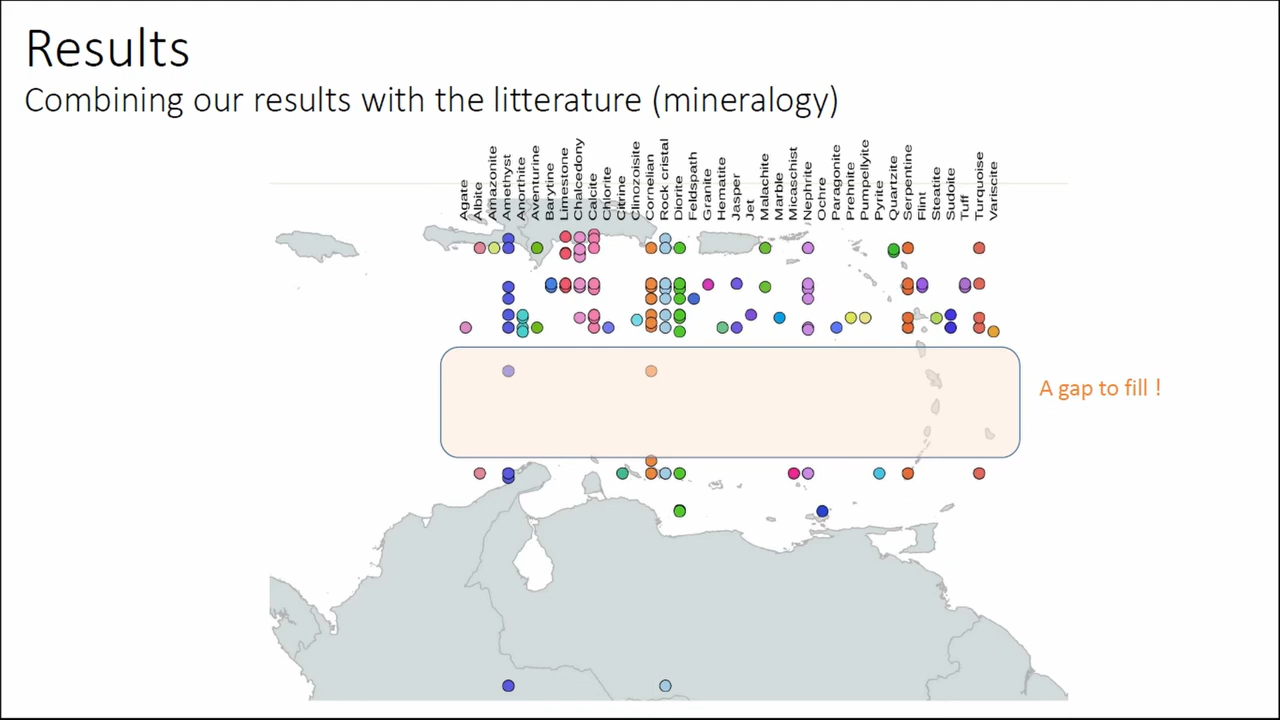 Results
Combining our results with the litterature (mineralogy)
Agate
Albite
Amazonite
Amethyst
Anorthite
Aventurine
Barytine
Limestone
Chalcedony
Calcite
Chlorite
Citrine
Clinozoisite
Cornelian
Rock cristal
Diorite
Feldspath
Granite
Hematite
Jasper
Jet
Malachite
Marble
Micaschist
Nephrite
Ochre
Paragonite
Prehnite
Pumpellyite
Pyrite
Quartzite
Serpentine
Flint
Steatite
Sudoite
Tuff
Turquoise
Variscite
A gap to fill !